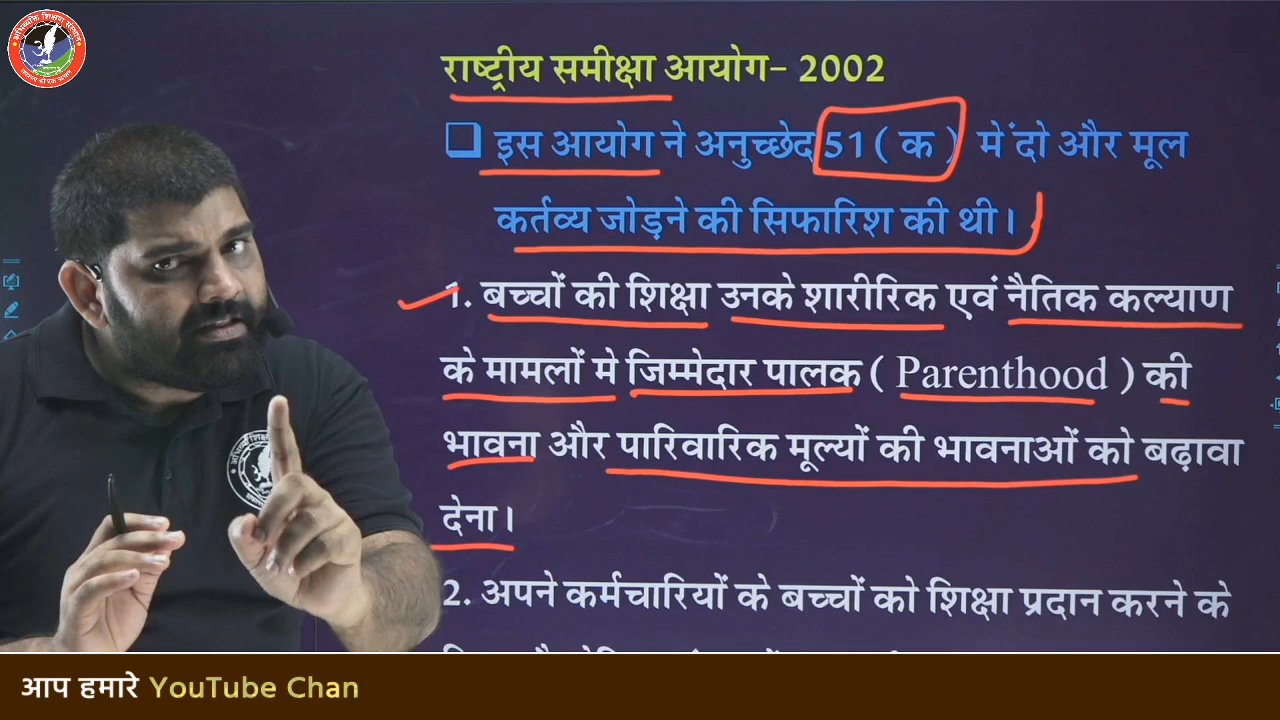 राष्ट्रीय समीक्षा आयोग– 2002
❑ इस आयोग ने अनुच्छेद 51 ( क ) में दो और मूल
कर्तव्य जोड़ने की सिफारिश की थी।
1. बच्चों की शिक्षा उनके शारीरिक एवं नैतिक कल्याण
के मामलों मे जिम्मेदार पालक ( Parenthood ) की
भावना और पारिवारिक मूल्यों की भावनाओं को बढ़ावा
देना।
2. अपने कर्मचारियों के बच्चों को शिक्षा प्रदान करने के
आप हमारे YouTube Chan